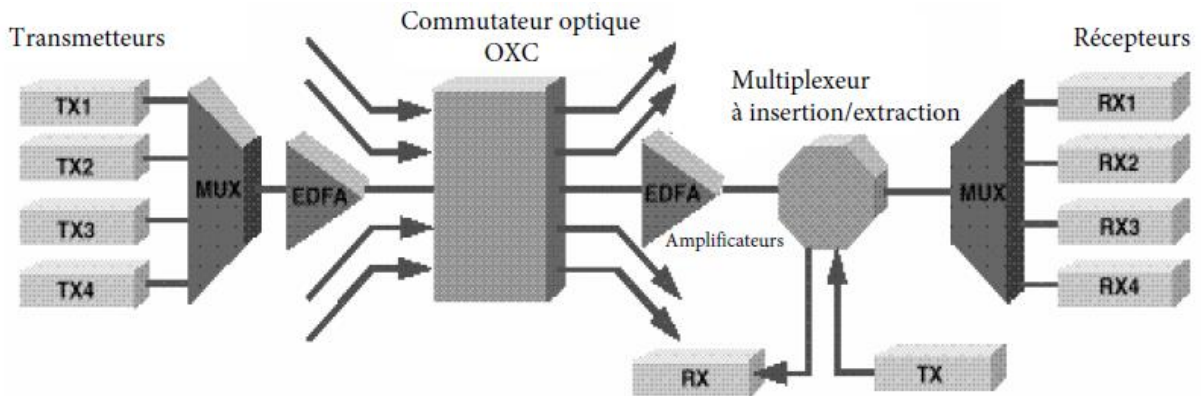 Transmetteurs
Commutateur optique
OXC
Récepteurs
Multiplexeur
à insertion/extraction
TX1
TX2
TX3
TX4
MUX
EDFA
EDFA
Amplificateurs
MUX
RX1
RX2
RX3
RX4
RX
TX